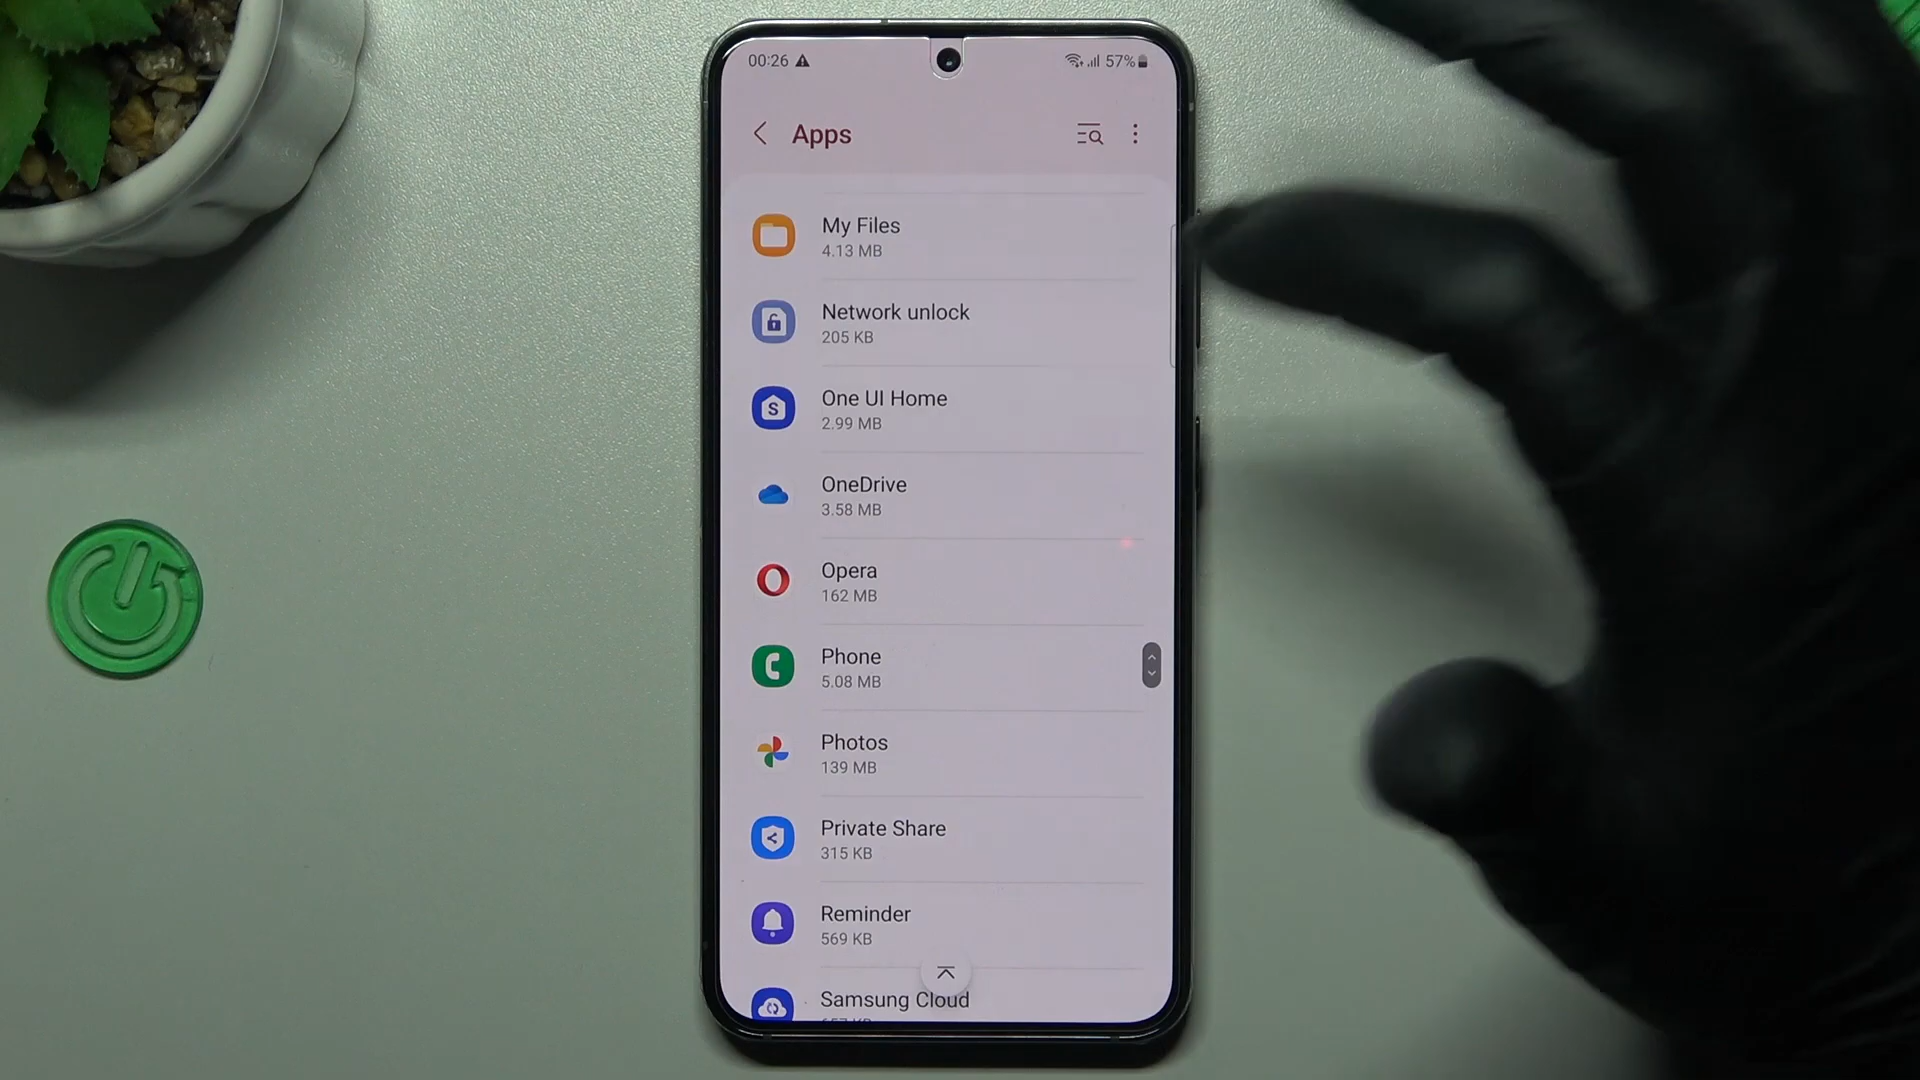 00:26
57%
Apps
My Files
4.13 MB
Network unlock
205 KB
One UI Home
2.99 MB
S
OneDrive
3.58 MB
Opera
162 MB
Phone
5.08 MB
Photos
139 MB
Private Share
315 KB
Reminder
569 KB
Samsung Cloud